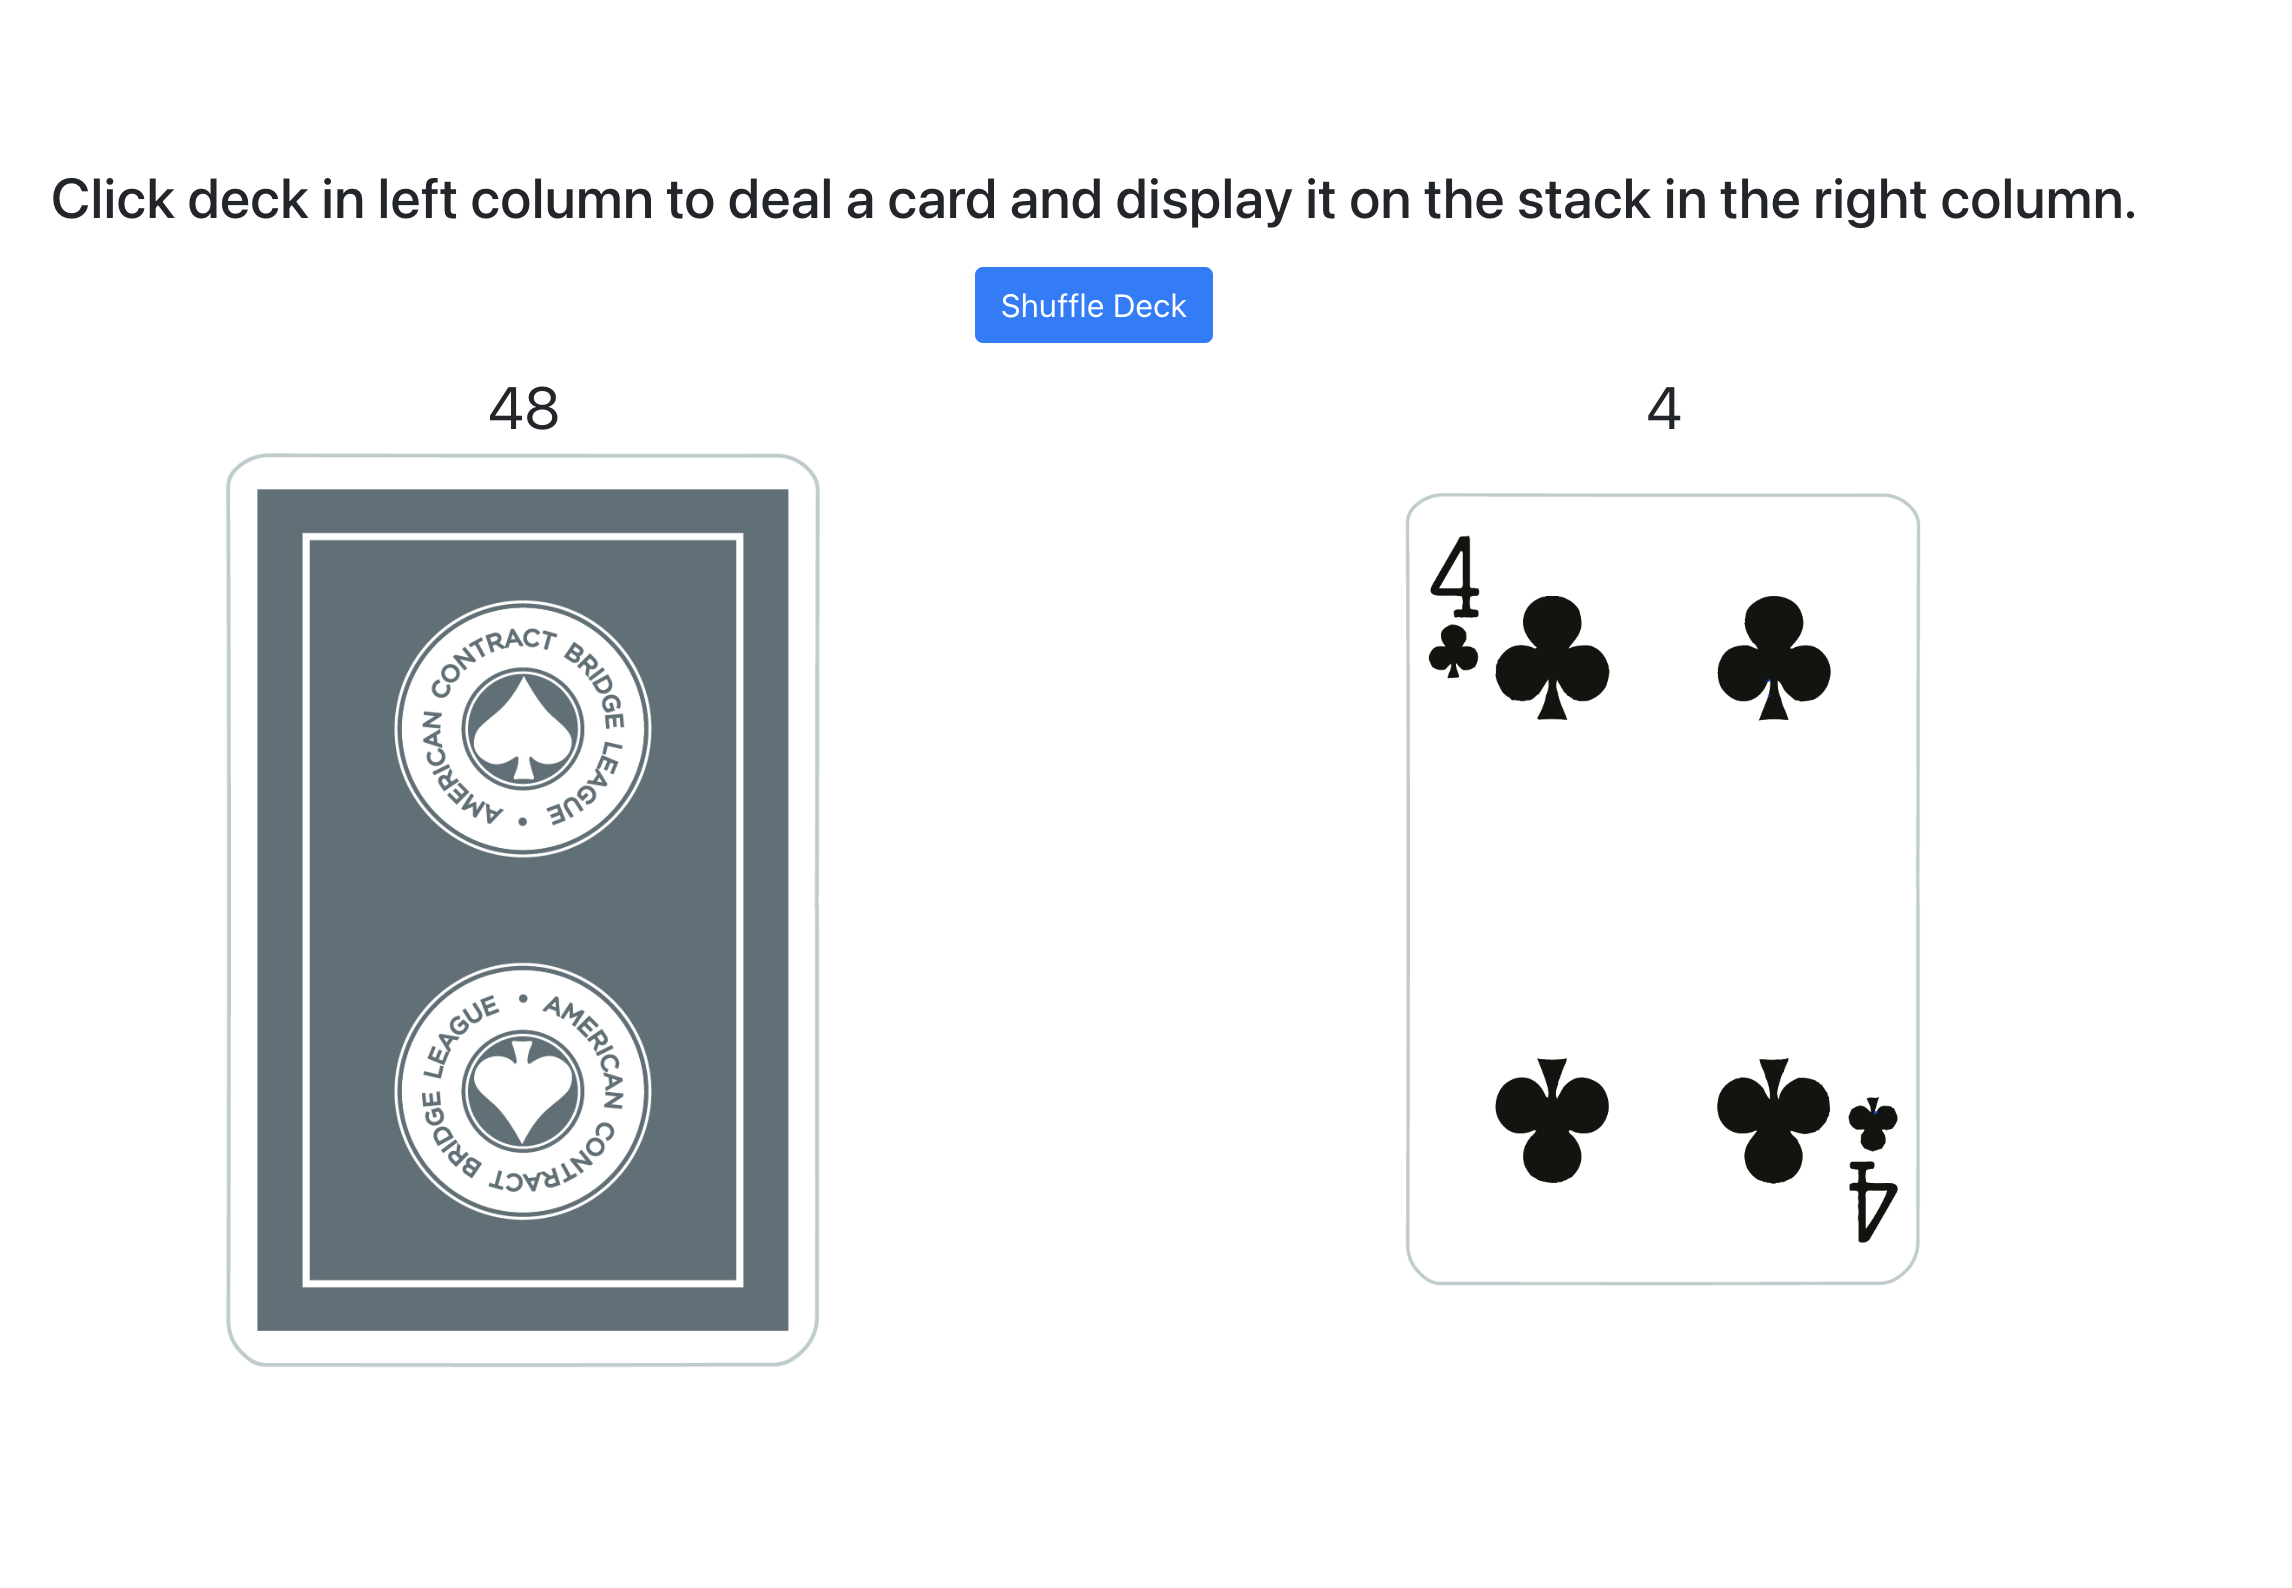 Click deck in left column to deal a card and display it on the stack in the right column.
Shuffle Deck
48
4
AMERICAN CONTRACT BRIDGE LEAGUE •
AMERICAN CONTRACT BRIDGE LEAGUE •
4
4